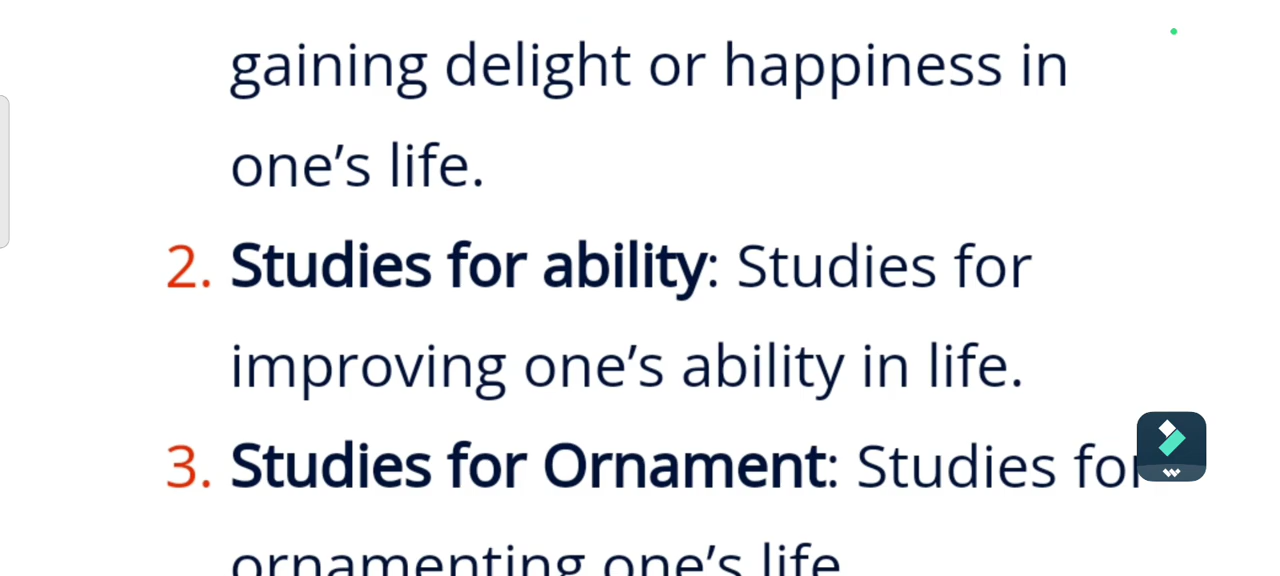 gaining delight or happiness in
one’s life.
2. Studies for ability: Studies for
improving one’s ability in life.
3. Studies for Ornament: Studies for
ornamenting one’s life